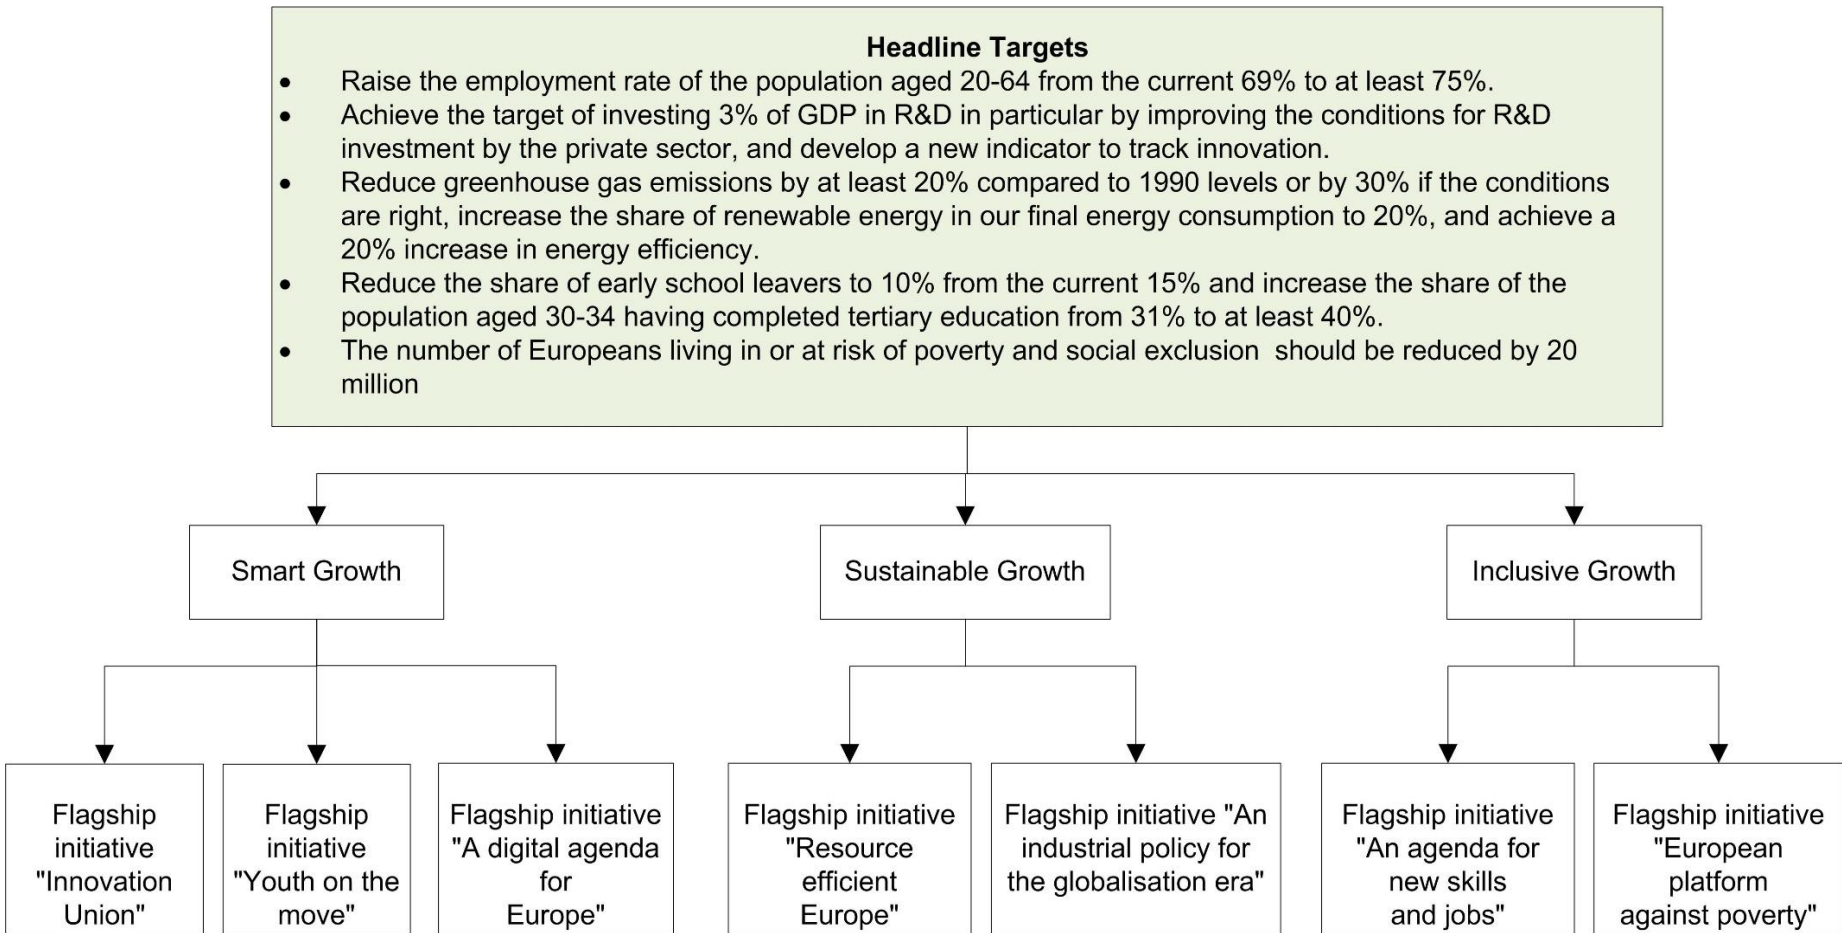 Headline Targets
• Raise the employment rate of the population aged 20-64 from the current 69% to at least 75%.
• Achieve the target of investing 3% of GDP in R&D in particular by improving the conditions for R&D
investment by the private sector, and develop a new indicator to track innovation.
• Reduce greenhouse gas emissions by at least 20% compared to 1990 levels or by 30% if the conditions
are right, increase the share of renewable energy in our final energy consumption to 20%, and achieve a
20% increase in energy efficiency.
• Reduce the share of early school leavers to 10% from the current 15% and increase the share of the
population aged 30-34 having completed tertiary education from 31% to at least 40%.
• The number of Europeans living in or at risk of poverty and social exclusion  should be reduced by 20
million
Smart Growth
Sustainable Growth
Inclusive Growth
Flagship
initiative
"Innovation
Union"
Flagship
initiative
"Youth on the
move"
Flagship initiative
"A digital agenda
for
Europe"
Flagship initiative
"Resource
efficient
Europe"
Flagship initiative "An
industrial policy for
the globalisation era"
Flagship initiative
"An agenda for
new skills
and jobs"
Flagship initiative
"European
platform
against poverty"